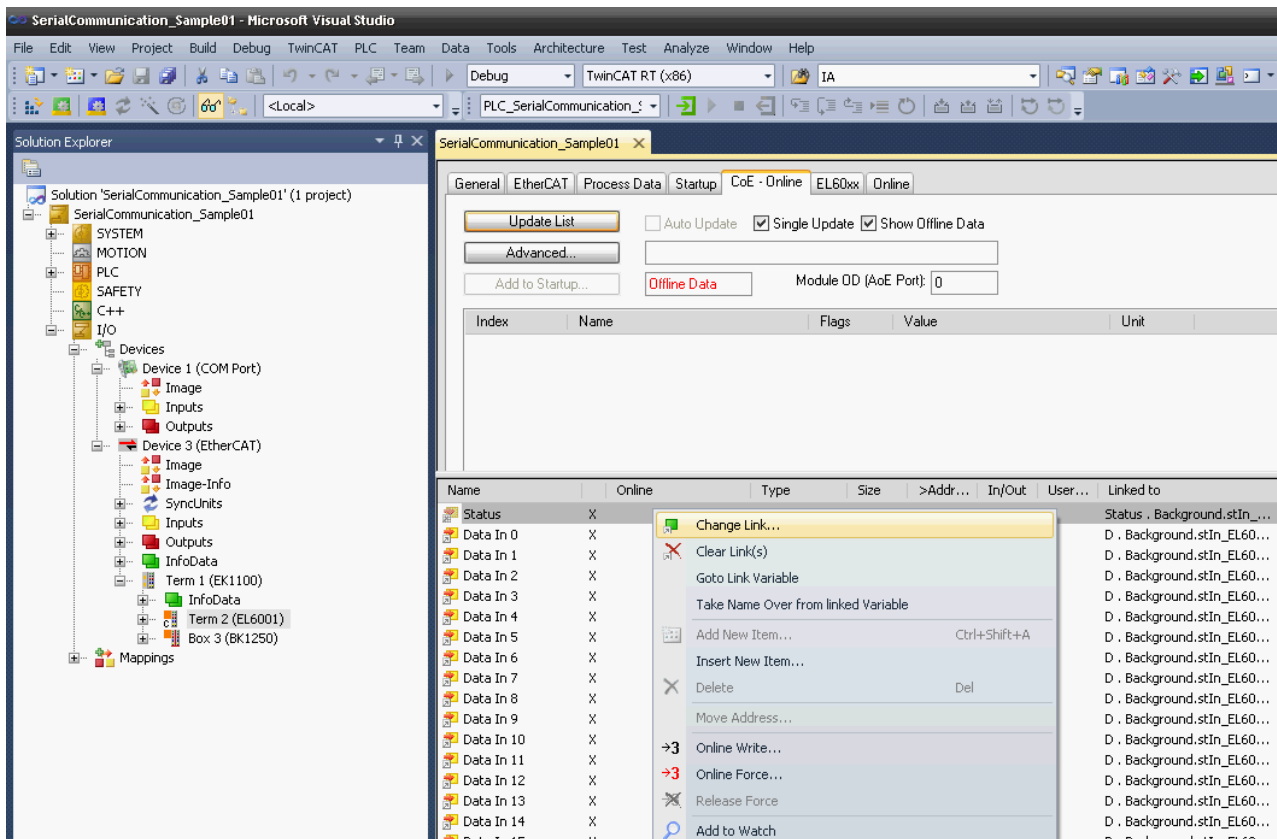 SerialCommunication_Sample01 - Microsoft Visual Studio
File Edit View Project Build Debug TwinCAT PLC Team Data Tools Architecture Test Analyze Window Help
Debug TwinCAT RT (x86) IA
<Local> PLC_SerialCommunication_S
Solution Explorer
Solution 'SerialCommunication_Sample01' (1 project)
SerialCommunication_Sample01
SYSTEM
MOTION
PLC
SAFETY
C++
I/O
Devices
Device 1 (COM Port)
Image
Inputs
Outputs
Device 3 (EtherCAT)
Image
Image-Info
SyncUnits
Inputs
Outputs
InfoData
Term 1 (EK1100)
InfoData
Term 2 (EL6001)
Box 3 (BK1250)
Mappings
SerialCommunication_Sample01
General EtherCAT Process Data Startup CoE - Online EL60xx Online
Update List Auto Update Single Update Show Offline Data
Advanced...
Add to Startup... Offline Data Module OD (AoE Port): 0
Index Name Flags Value Unit
Name Online Type Size >Addr... In/Out User... Linked to
Status X Status . Background.stIn_...
Data In 0 X D . Background.stIn_EL60...
Data In 1 X D . Background.stIn_EL60...
Data In 2 X D . Background.stIn_EL60...
Data In 3 X D . Background.stIn_EL60...
Data In 4 X D . Background.stIn_EL60...
Data In 5 X D . Background.stIn_EL60...
Data In 6 X D . Background.stIn_EL60...
Data In 7 X D . Background.stIn_EL60...
Data In 8 X D . Background.stIn_EL60...
Data In 9 X D . Background.stIn_EL60...
Data In 10 X D . Background.stIn_EL60...
Data In 11 X D . Background.stIn_EL60...
Data In 12 X D . Background.stIn_EL60...
Data In 13 X D . Background.stIn_EL60...
Data In 14 X D . Background.stIn_EL60...
Change Link...
Clear Link(s)
Goto Link Variable
Take Name Over from linked Variable
Add New Item... Ctrl+Shift+A
Insert New Item...
Delete Del
Move Address...
Online Write...
Online Force...
Release Force
Add to Watch